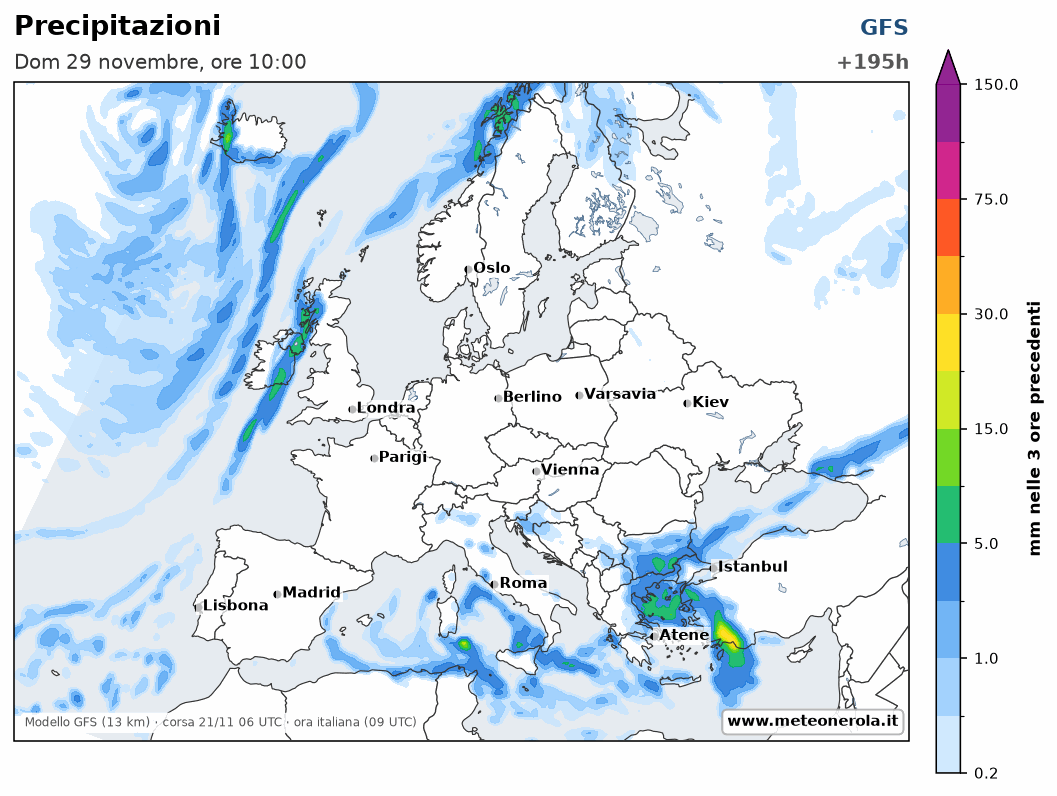 Precipitazioni
GFS
Dom 29 novembre, ore 10:00
+195h
150.0
75.0
30.0
15.0
5.0
1.0
0.2
mm nelle 3 ore precedenti
Oslo
Londra
Berlino
Varsavia
Kiev
Parigi
Vienna
Istanbul
Roma
Madrid
Lisbona
Atene
Modello GFS (13 km) · corsa 21/11 06 UTC · ora italiana (09 UTC)
www.meteonerola.it